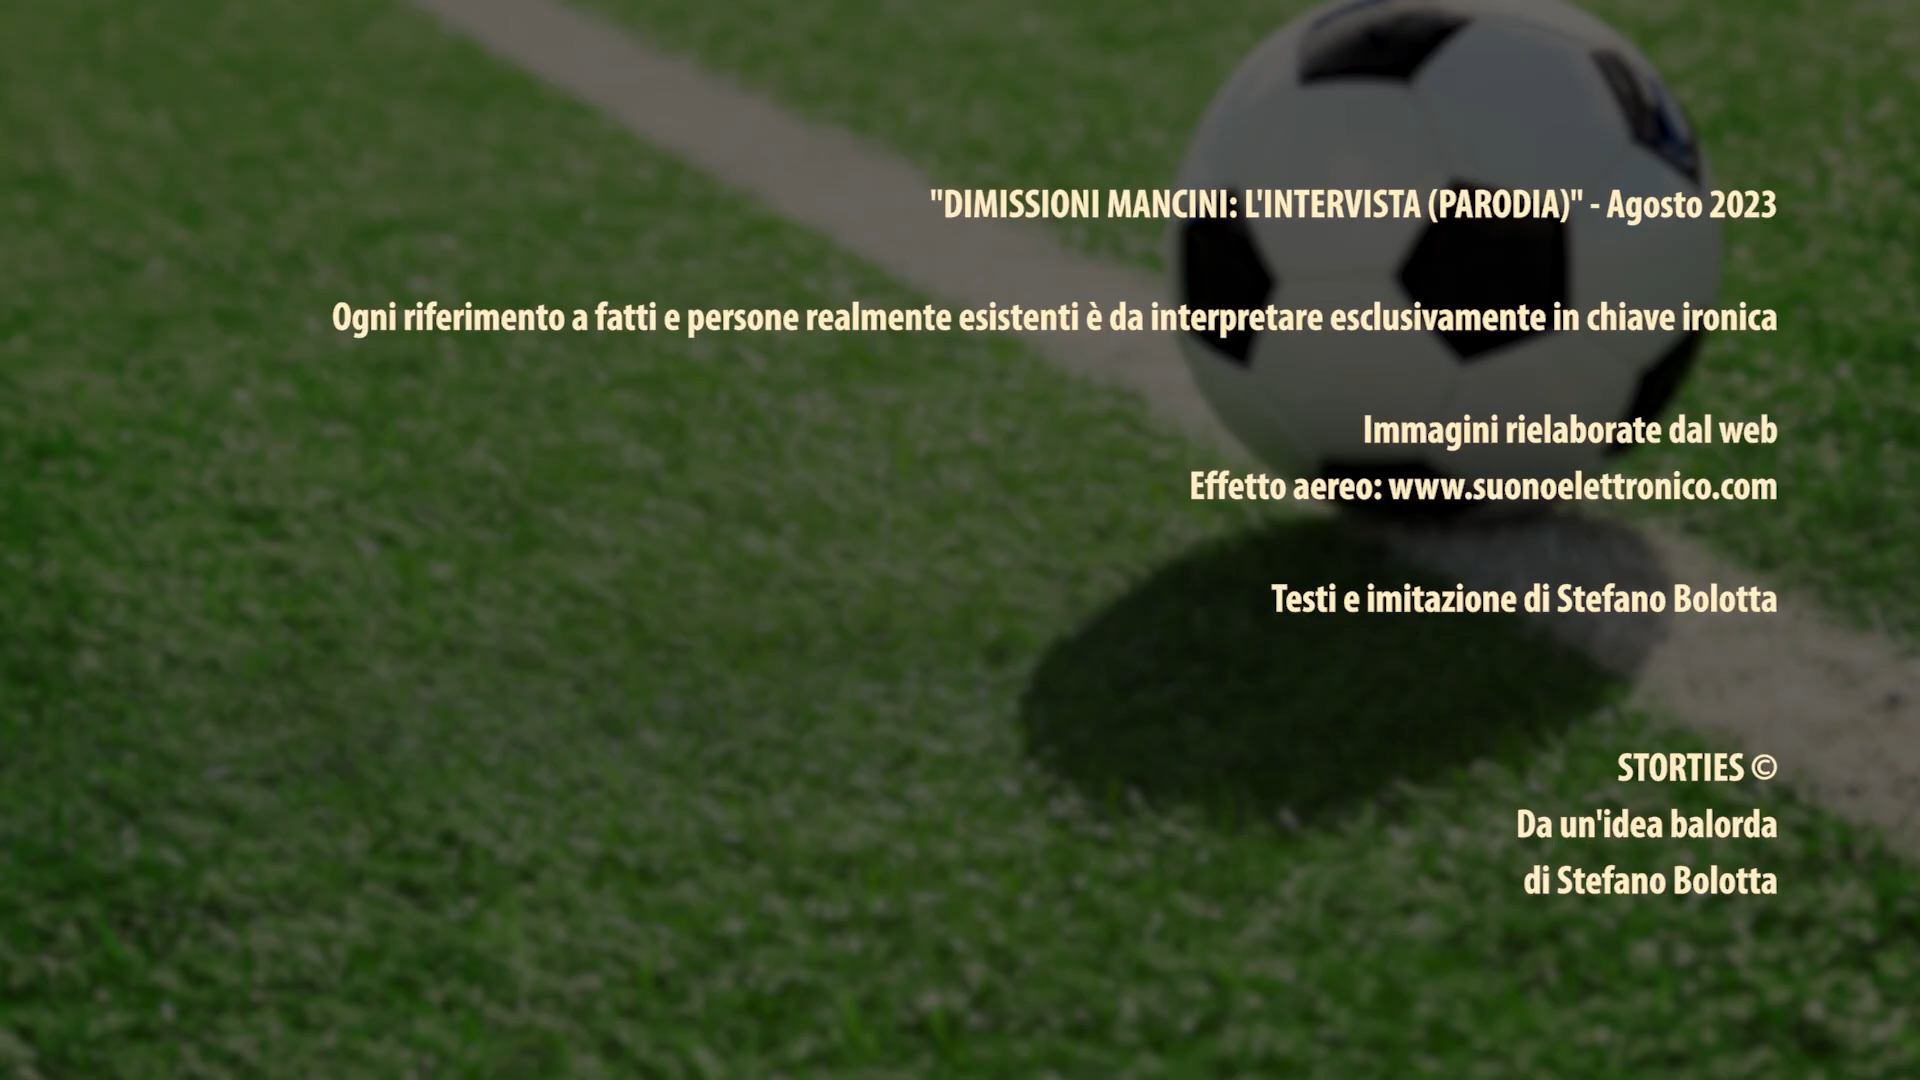 "DIMISSIONI MANCINI: L'INTERVISTA (PARODIA)" - Agosto 2023
Ogni riferimento a fatti e persone realmente esistenti è da interpretare esclusivamente in chiave ironica
Immagini rielaborate dal web
Effetto aereo: www.suonoelettronico.com
Testi e imitazione di Stefano Bolotta
STORTIES ©
Da un'idea balorda
di Stefano Bolotta